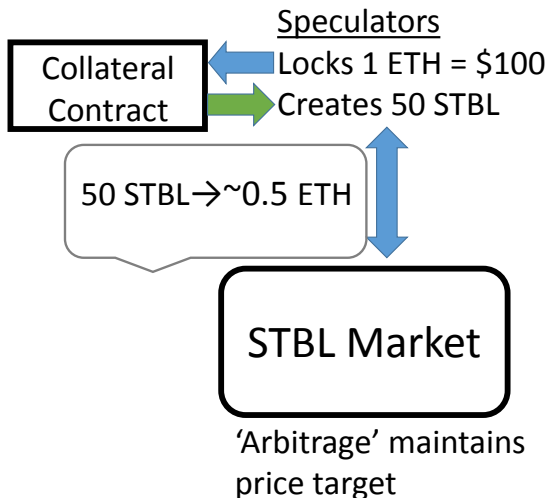 Speculators
Locks 1 ETH = $100
Creates 50 STBL
Collateral
Contract
50 STBL→~0.5 ETH
STBL Market
‘Arbitrage’ maintains
price target